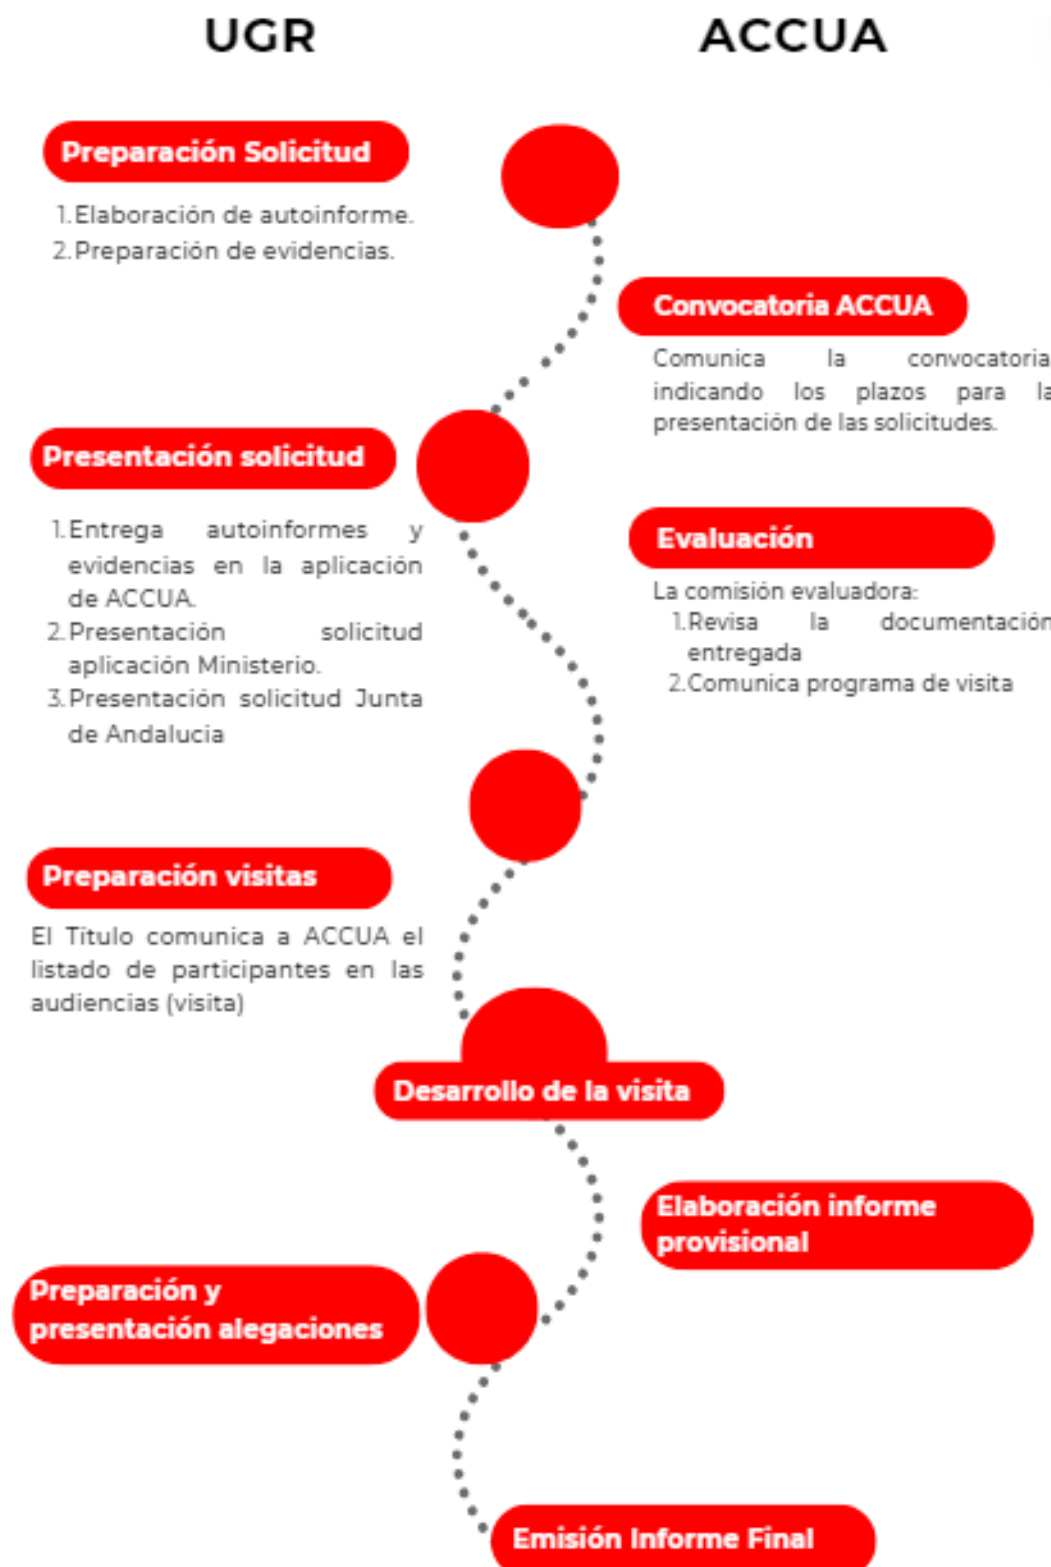 UGR
ACCUA
Preparación Solicitud
1. Elaboración de autoinforme.
2. Preparación de evidencias.
Convocatoria ACCUA
Comunica la convocatoria
indicando los plazos para la
presentación de las solicitudes.
Presentación solicitud
1. Entrega autoinformes y
evidencias en la aplicación
de ACCUA.
2. Presentación solicitud
aplicación Ministerio.
3. Presentación solicitud Junta
de Andalucia
Evaluación
La comisión evaluadora:
1. Revisa la documentación
entregada
2. Comunica programa de visita
Preparación visitas
El Título comunica a ACCUA el
listado de participantes en las
audiencias (visita)
Desarrollo de la visita
Elaboración informe
provisional
Preparación y
presentación alegaciones
Emisión Informe Final